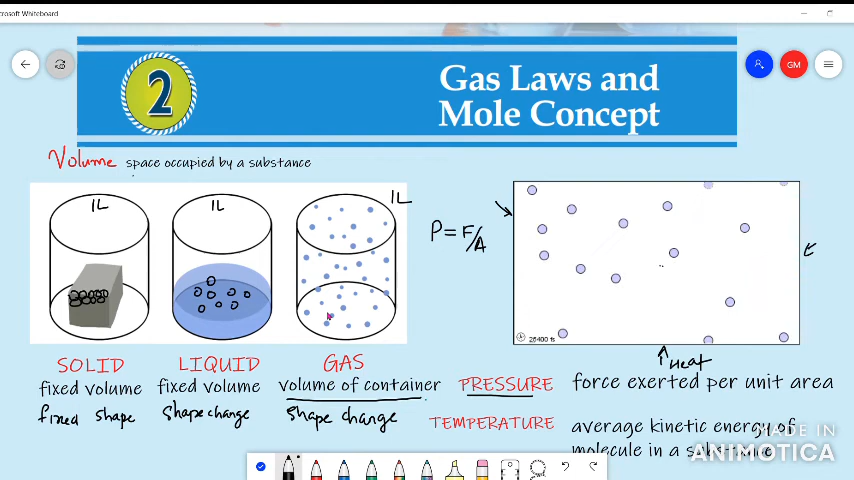 crosoft Whiteboard
2
Gas Laws and
Mole Concept
GM
Volume space occupied by a substance
1L
1L
1L
P = F/A
26400 fs
Heat
SOLID
fixed volume
fixed shape
LIQUID
fixed volume
shape change
GAS
volume of container
shape change
PRESSURE force exerted per unit area
TEMPERATURE average kinetic energy of
molecule in a substance
MADE IN
ANIMOTICA